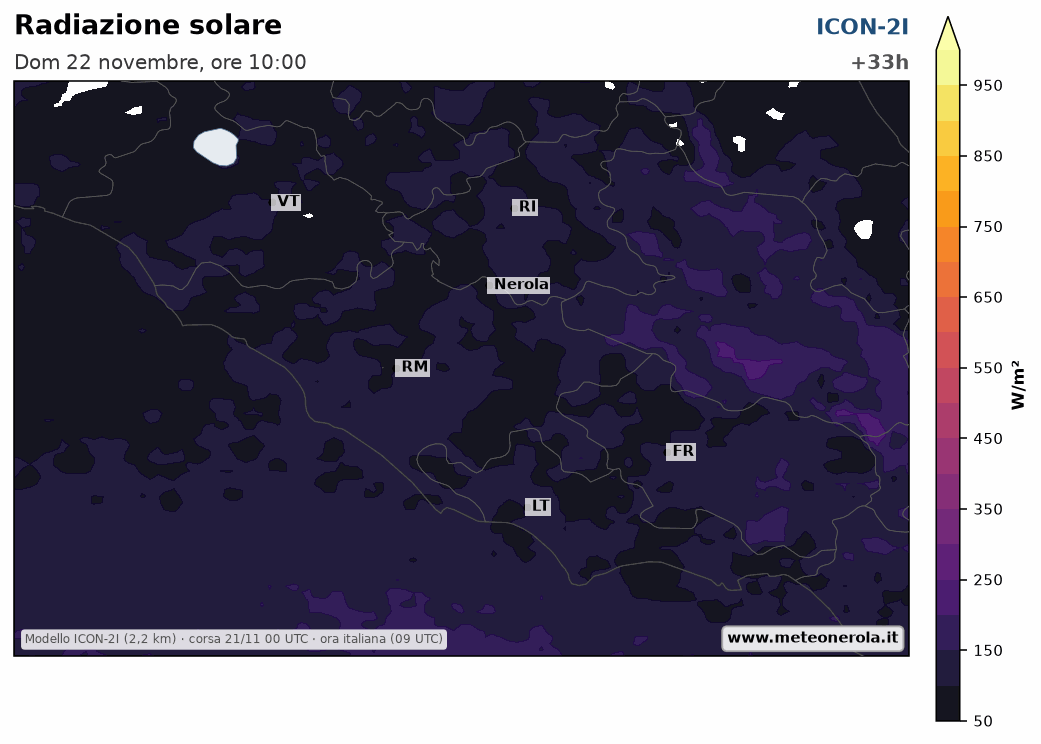 Radiazione solare
ICON-2I
Dom 22 novembre, ore 10:00
+33h
950
850
750
650
550
450
350
250
150
50
W/m²
VT
RI
Nerola
RM
FR
LT
Modello ICON-2I (2,2 km) · corsa 21/11 00 UTC · ora italiana (09 UTC)
www.meteonerola.it